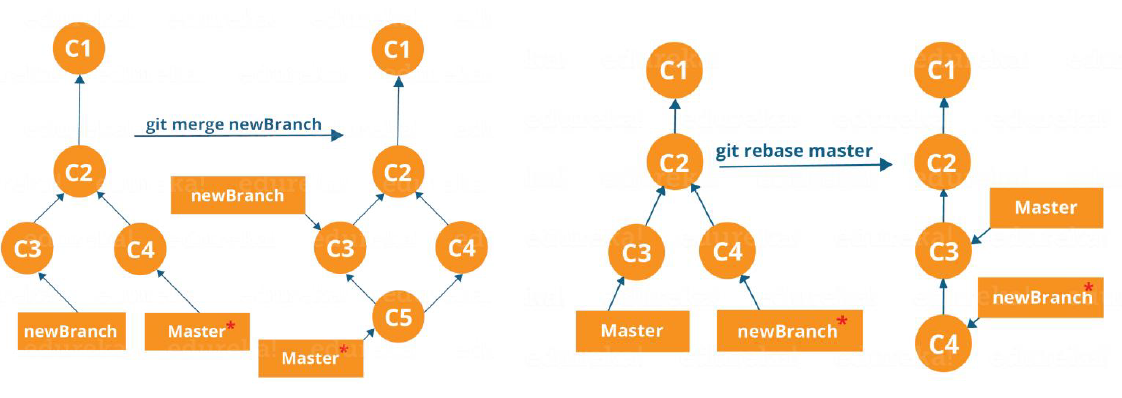 C1
C1
git merge newBranch
C2
C2
newBranch
C3
C4
C3
C4
newBranch
Master*
C5
Master*
C1
C1
C2
git rebase master
C2
Master
C3
C4
C3
newBranch*
Master
newBranch*
C4
edureka!